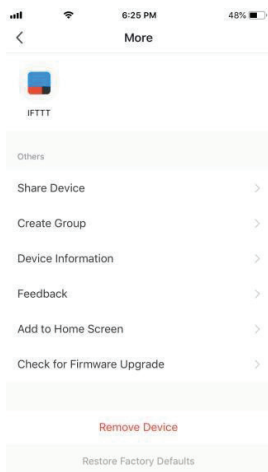 6:25 PM
48%
More
IFTTT
Others
Share Device
Create Group
Device Information
Feedback
Add to Home Screen
Check for Firmware Upgrade
Remove Device
Restore Factory Defaults